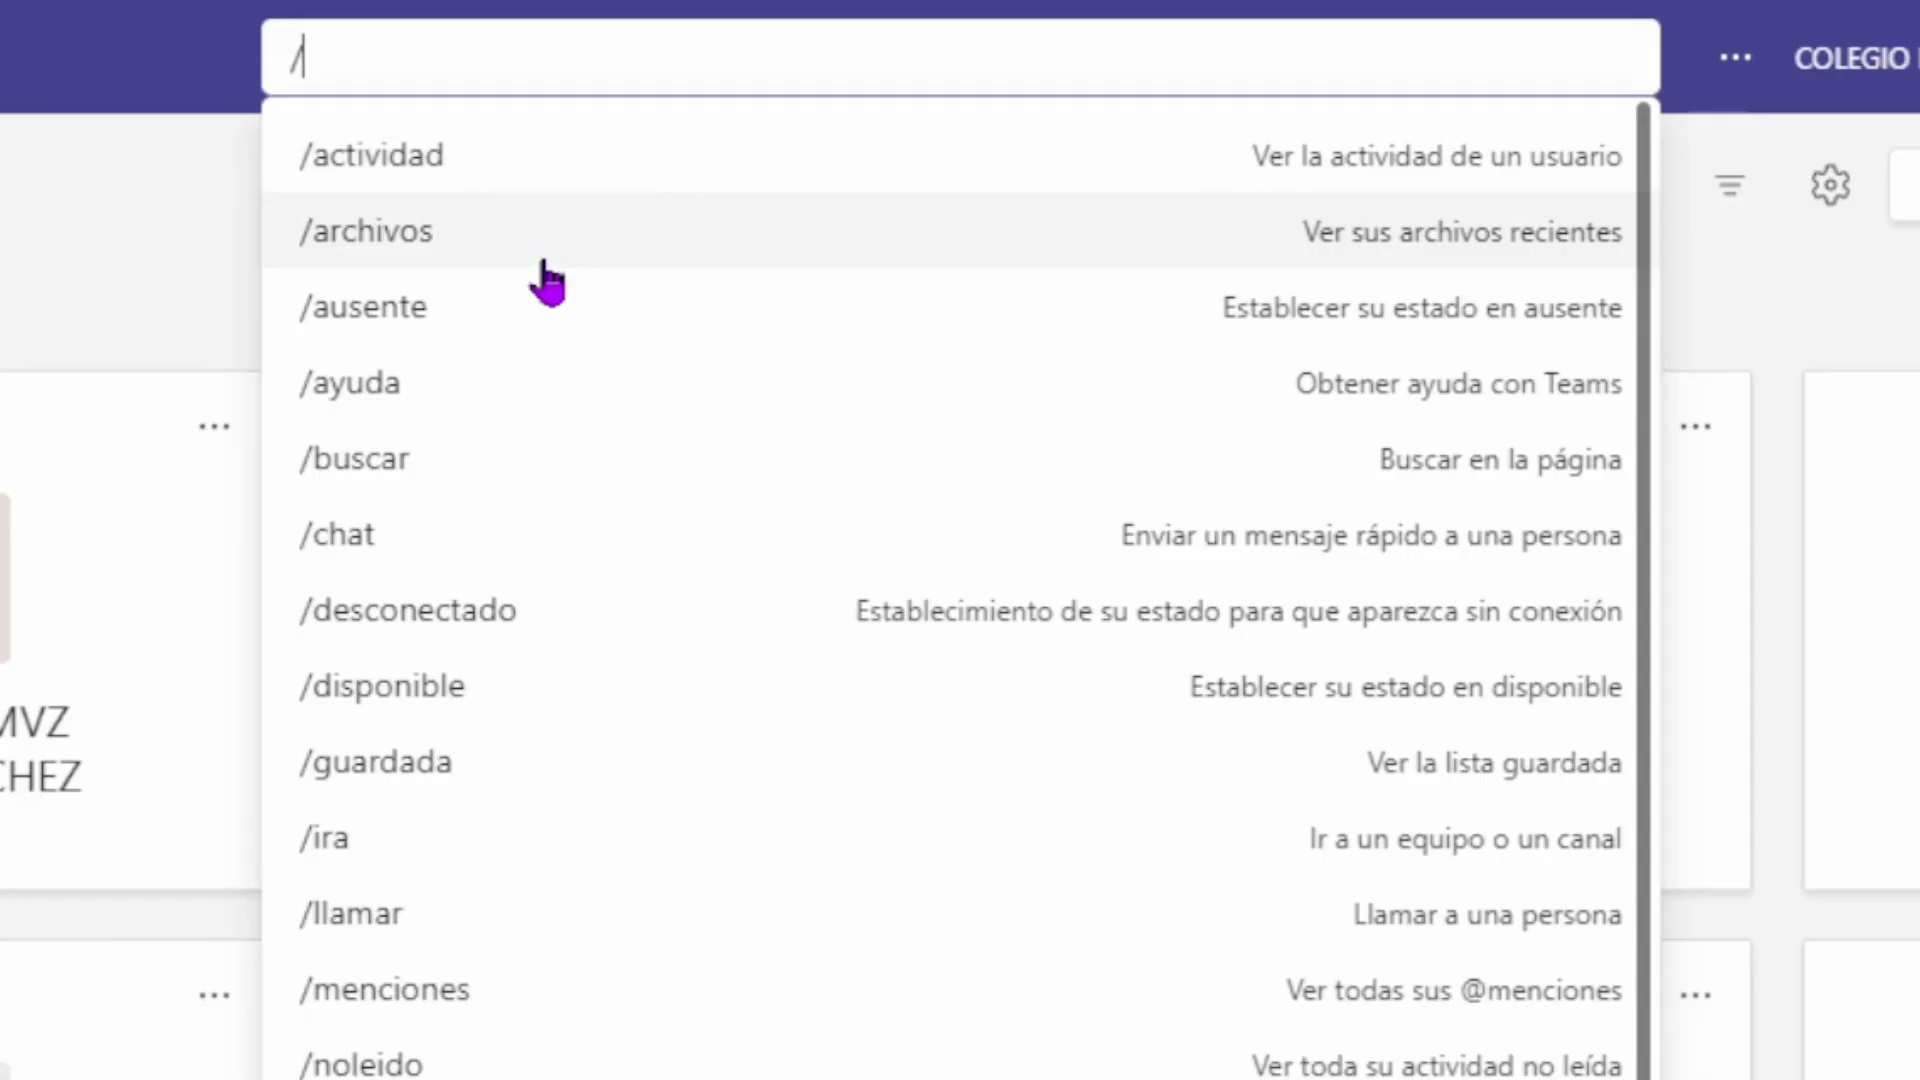 /
COLEGIO
/actividad Ver la actividad de un usuario
/archivos Ver sus archivos recientes
/ausente Establecer su estado en ausente
/ayuda Obtener ayuda con Teams
/buscar Buscar en la página
/chat Enviar un mensaje rápido a una persona
/desconectado Establecimiento de su estado para que aparezca sin conexión
/disponible Establecer su estado en disponible
MVZ
/guardada Ver la lista guardada
CHEZ
/ira Ir a un equipo o un canal
/llamar Llamar a una persona
/menciones Ver todas sus @menciones
/noleido Ver toda su actividad no leída